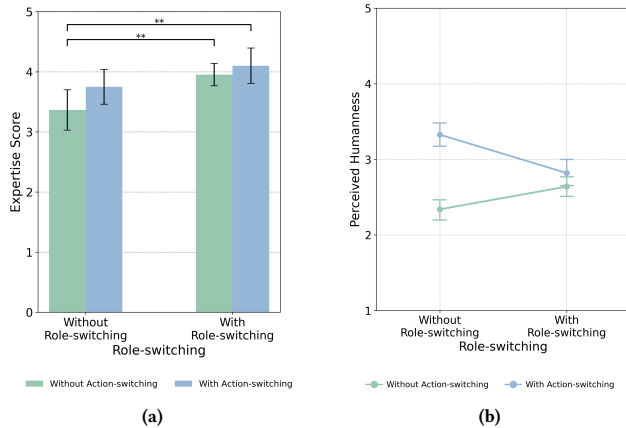 5
4
3
2
1
0
Expertise Score
**
**
Without
Role-switching
With
Role-switching
Role-switching
Without Action-switching
With Action-switching
(a)
5
4
3
2
1
Perceived Humanness
Without
Role-switching
With
Role-switching
Role-switching
Without Action-switching
With Action-switching
(b)